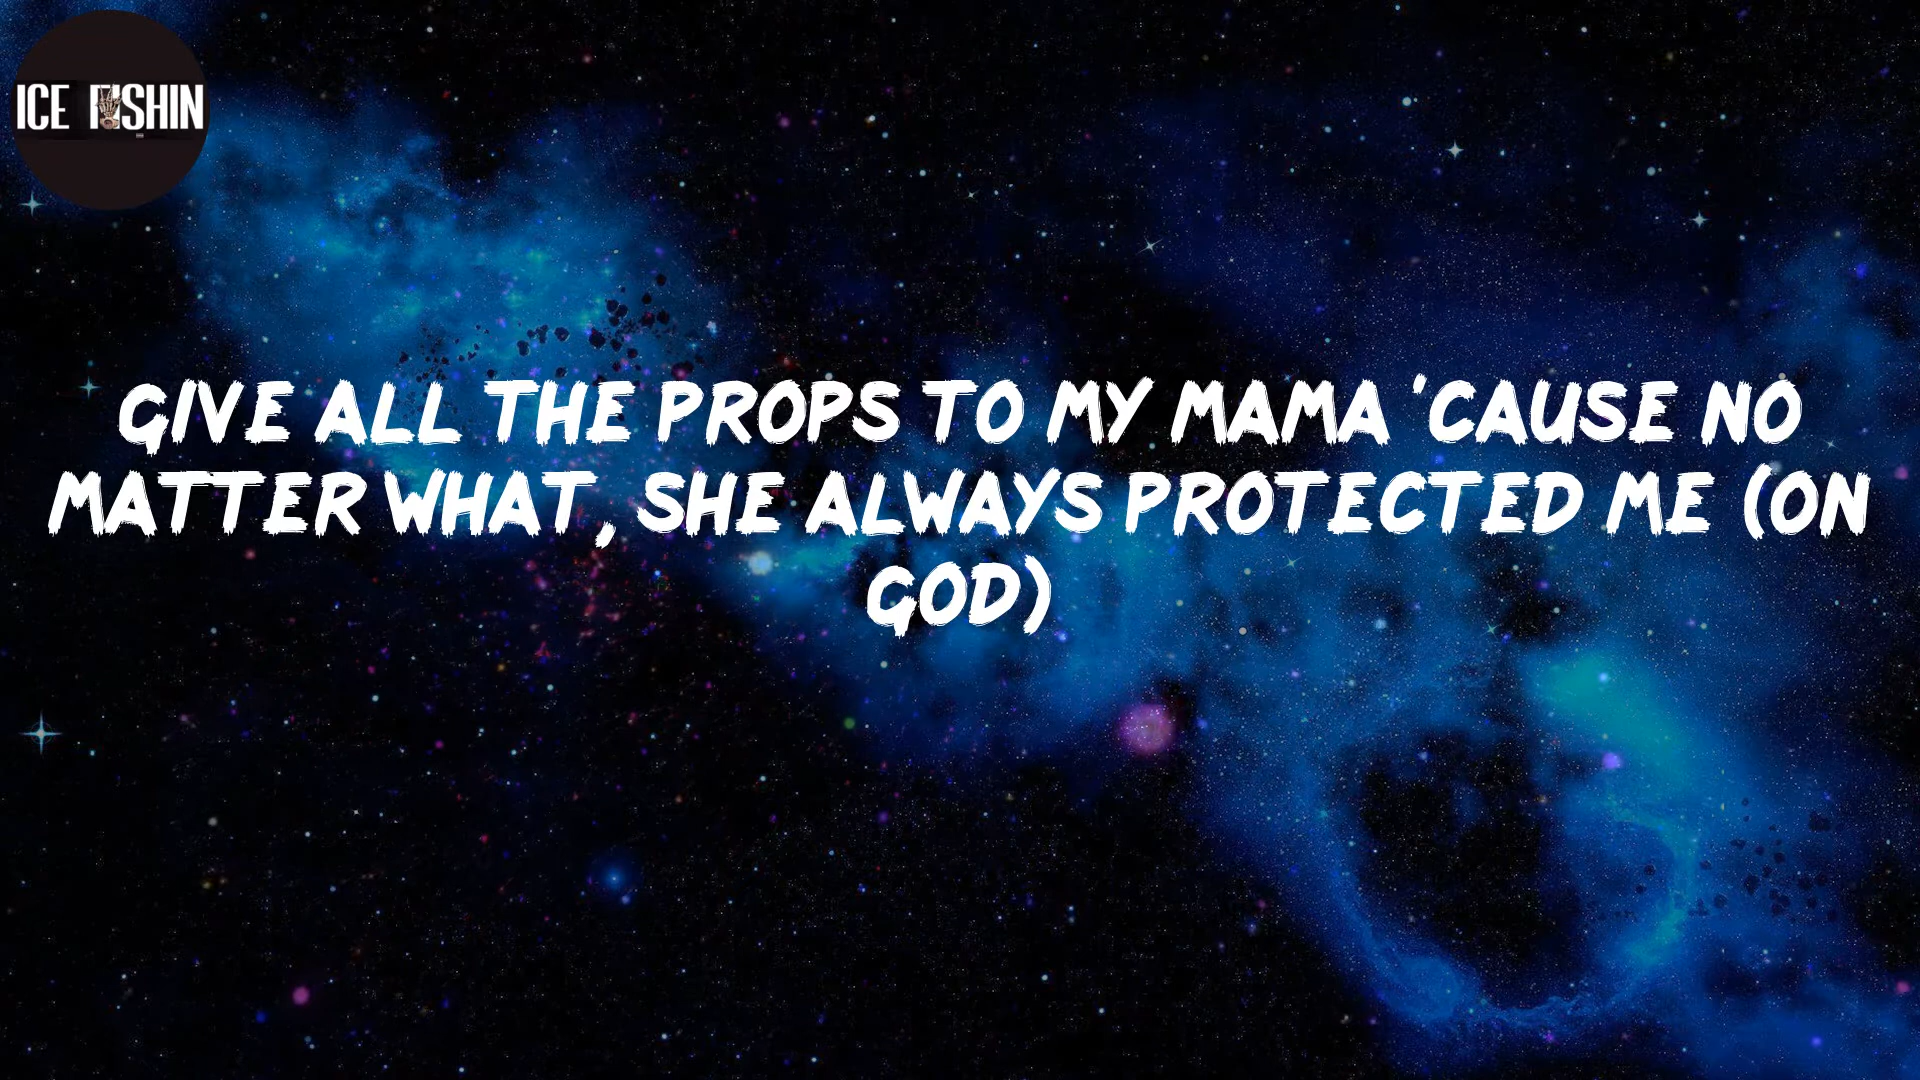 ICE FISHIN
GIVE ALL THE PROPS TO MY MAMA 'CAUSE NO
MATTER WHAT, SHE ALWAYS PROTECTED ME (ON
GOD)